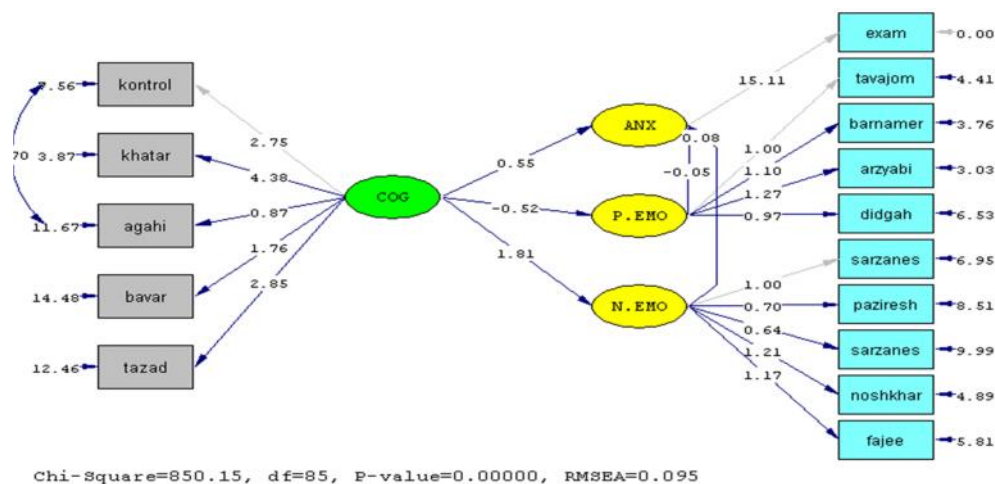 exam
0.00
15.11
tavajom
4.41
7.56
kontrol
barnamer
3.76
ANX
0.08
1.00
2.75
70
3.87
khatar
1.10
arzyabi
3.03
0.55
-0.05
1.27
4.38
COG
P.EMO
0.97
didgah
6.53
-0.52
11.67
agahi
0.87
1.81
sarzanes
6.95
1.76
1.00
14.48
bavar
2.85
N.EMO
0.70
paziresh
8.51
0.64
sarzanes
9.99
1.21
12.46
tazad
1.17
noshkhar
4.89
fajee
5.81
Chi-Square=850.15, df=85, P-value=0.00000, RMSEA=0.095